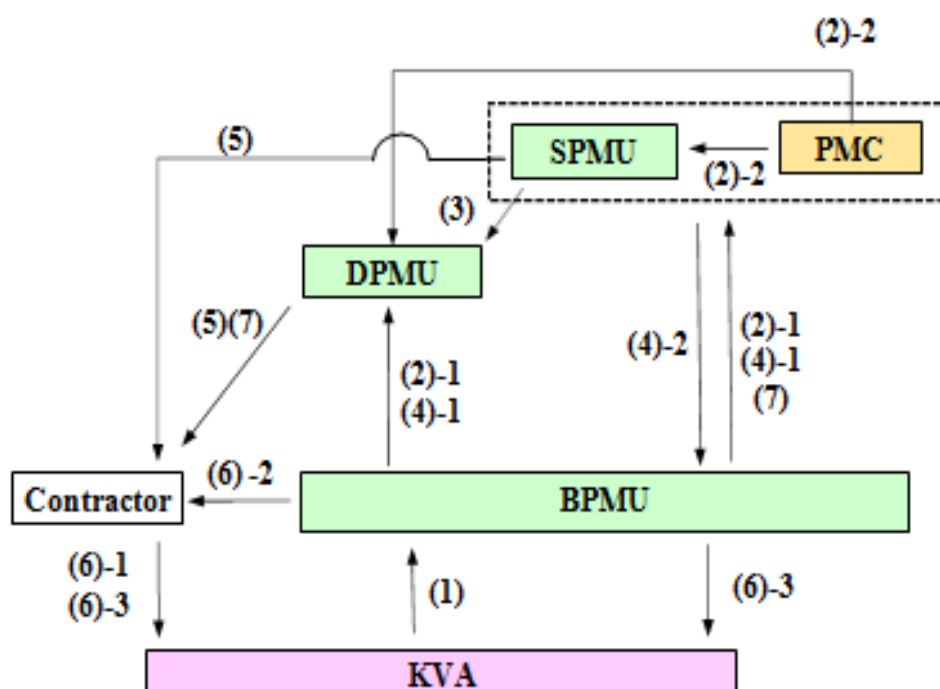 (2)-2
(5)
SPMU
PMC
(2)-2
(3)
DPMU
(5)(7)
(4)-2
(2)-1
(4)-1
(7)
(2)-1
(4)-1
Contractor
(6)-2
BPMU
(6)-1
(6)-3
(1)
(6)-3
KVA